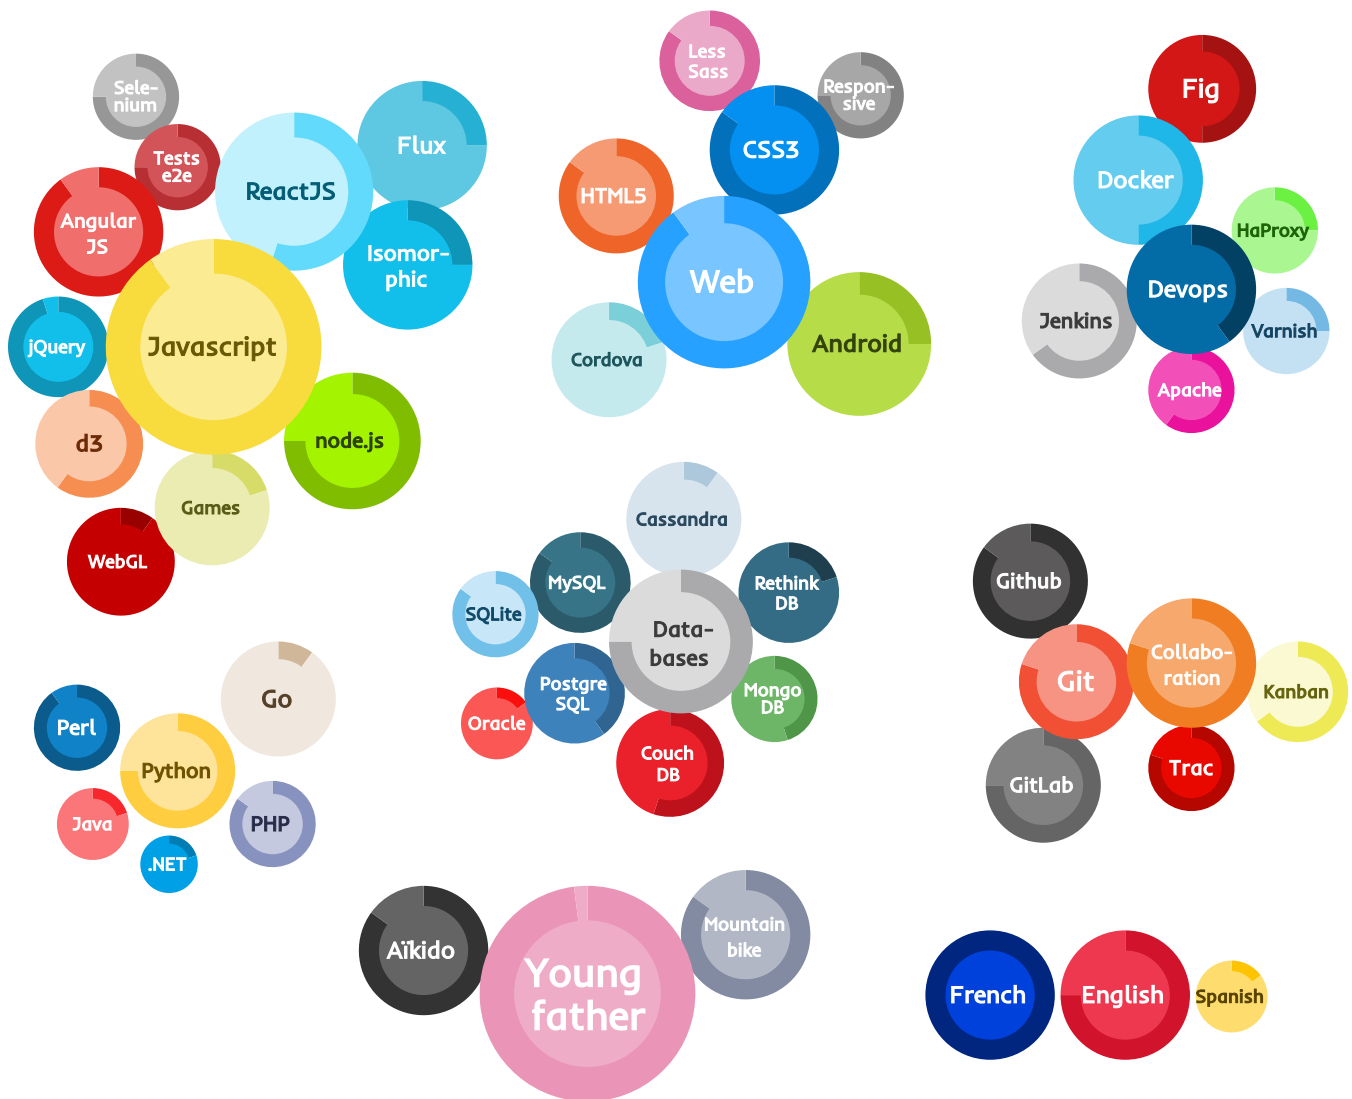 Sele-
nium
Tests
e2e
Angular
JS
ReactJS
Flux
Isomor-
phic
jQuery
Javascript
d3
node.js
Games
WebGL
Less
Sass
Respon-
sive
CSS3
HTML5
Web
Cordova
Android
Fig
Docker
HaProxy
Devops
Jenkins
Varnish
Apache
Cassandra
MySQL
Rethink
DB
SQLite
Data-
bases
Postgre
SQL
Mongo
DB
Oracle
Couch
DB
Github
Collabo-
ration
Git
Kanban
GitLab
Trac
Go
Perl
Python
Java
PHP
.NET
Aïkido
Young
father
Mountain
bike
French
English
Spanish